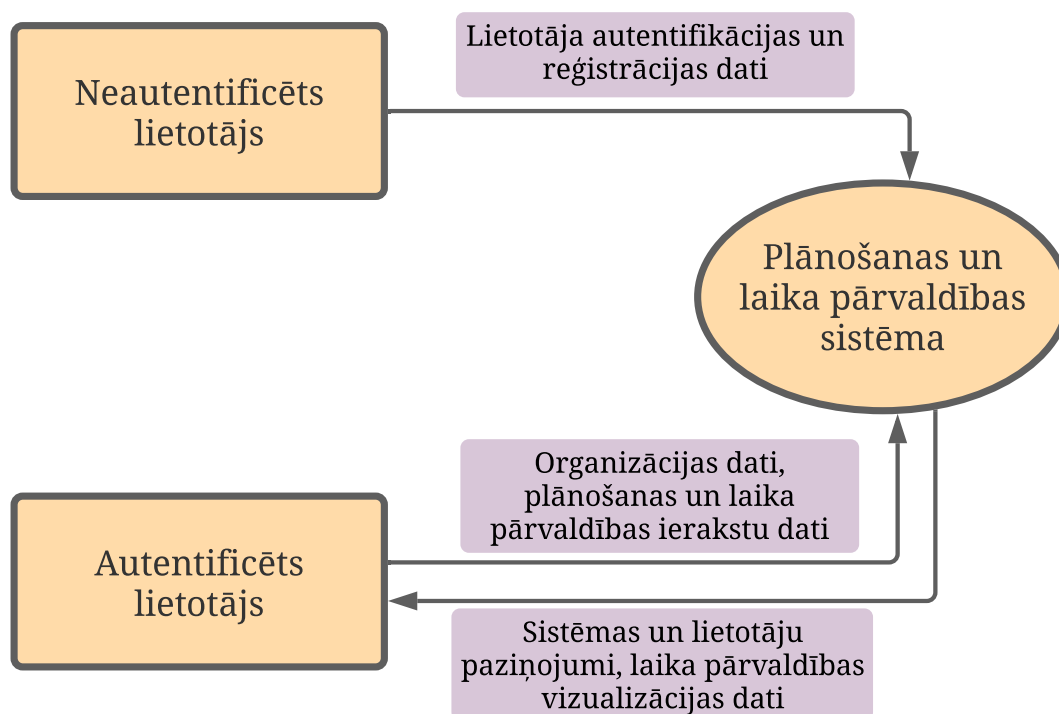 Lietotāja autentifikācijas un
reģistrācijas dati
Neautentificēts
lietotājs
Plānošanas un
laika pārvaldības
sistēma
Organizācijas dati,
plānošanas un laika
pārvaldības ierakstu dati
Autentificēts
lietotājs
Sistēmas un lietotāju
paziņojumi, laika pārvaldības
vizualizācijas dati